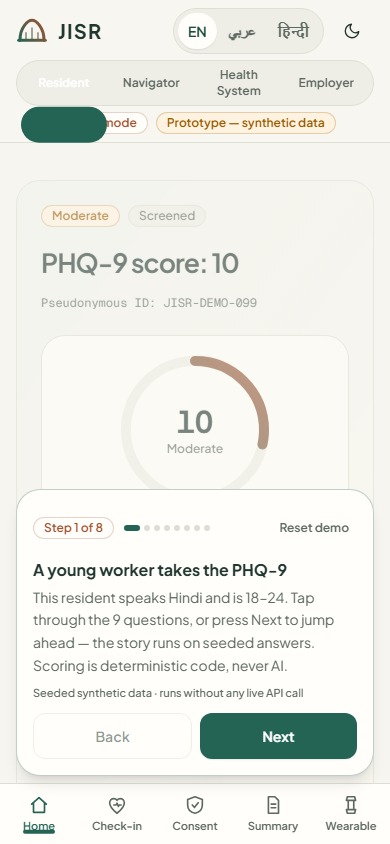 JISR
EN
عربي
हिन्दी
Resident
Navigator
Health
System
Employer
mode
Prototype — synthetic data
Moderate
Screened
PHQ-9 score: 10
Pseudonymous ID: JISR-DEMO-099
10
Moderate
Step 1 of 8
Reset demo
A young worker takes the PHQ-9
This resident speaks Hindi and is 18–24. Tap
through the 9 questions, or press Next to jump
ahead — the story runs on seeded answers.
Scoring is deterministic code, never AI.
Seeded synthetic data · runs without any live API call
Back
Next
Home
Check-in
Consent
Summary
Wearable